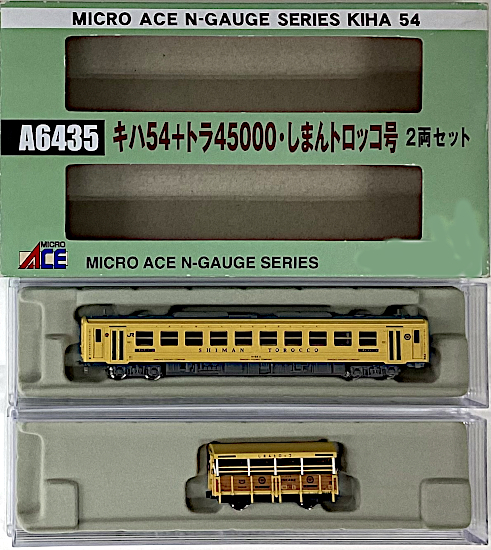 MICRO ACE N-GAUGE SERIES KIHA 54
A6435 キハ54+トラ45000・しまんトロッコ号 2両セット
MICRO ACE
MICRO ACE N-GAUGE SERIES
JR
SHIMAN TOROCCO